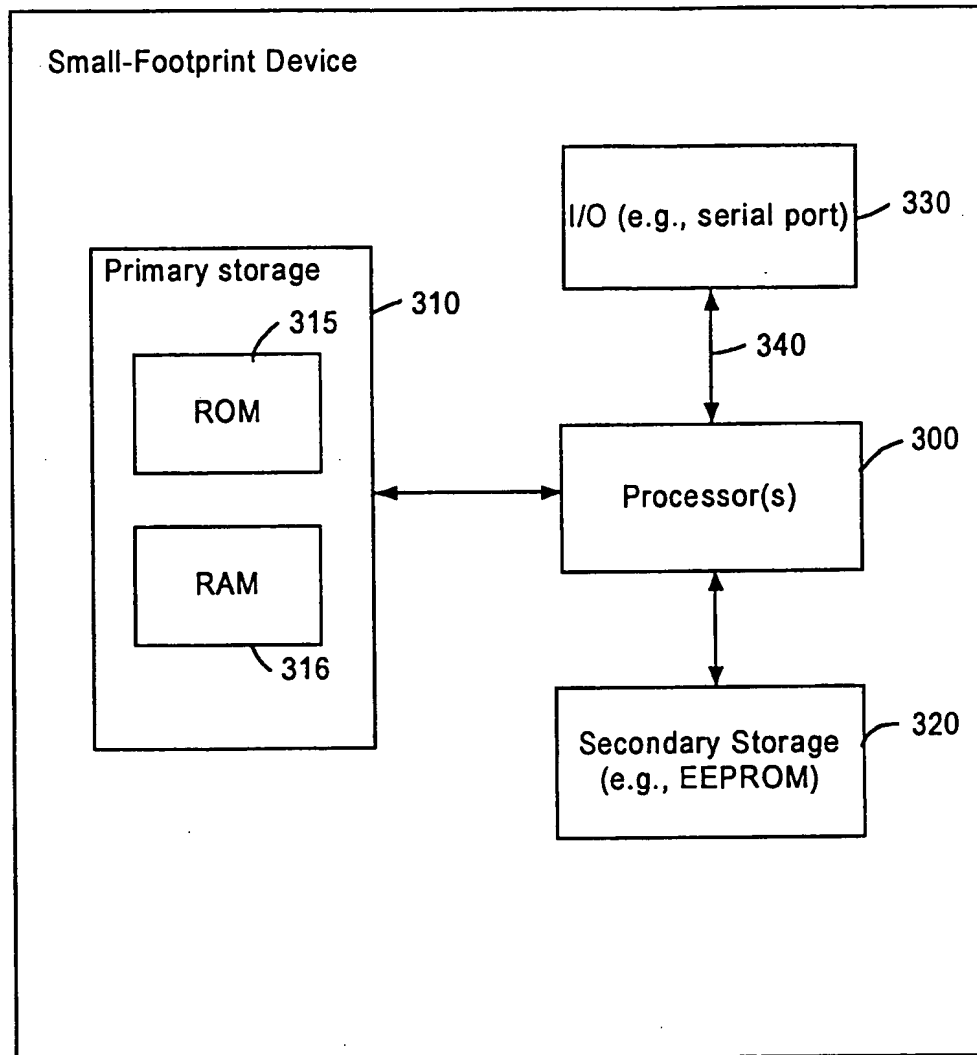 Small-Footprint Device
I/O (e.g., serial port)
330
Primary storage
310
315
340
ROM
300
Processor(s)
RAM
316
320
Secondary Storage
(e.g., EEPROM)